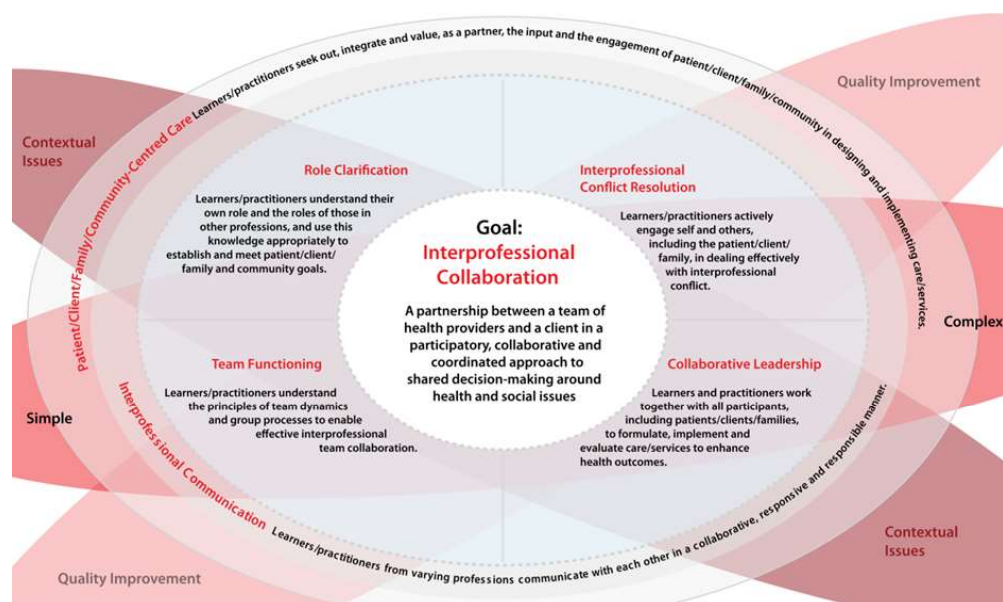 Patient/Client/Family/Community-Centred Care Learners/practitioners seek out, integrate and value, as a partner, the input and the engagement of patient/client/family/community in designing and implementing care/services.
Quality Improvement
Contextual
Issues
Role Clarification
Learners/practitioners understand their
own role and the roles of those in
other professions, and use this
knowledge appropriately to
establish and meet patient/client/
family and community goals.
Interprofessional
Conflict Resolution
Learners/practitioners actively
engage self and others,
including the patient/client/
family, in dealing effectively
with interprofessional
conflict.
Goal:
Interprofessional
Collaboration
A partnership between a team of
health providers and a client in a
participatory, collaborative and
coordinated approach to
shared decision-making around
health and social issues
Complex
Team Functioning
Learners/practitioners understand
the principles of team dynamics
and group processes to enable
effective interprofessional
team collaboration.
Collaborative Leadership
Learners and practitioners work
together with all participants,
including patients/clients/families,
to formulate, implement and
evaluate care/services to enhance
health outcomes.
Simple
Interprofessional Communication Learners/practitioners from varying professions communicate with each other in a collaborative, responsive and responsible manner.
Contextual
Issues
Quality Improvement